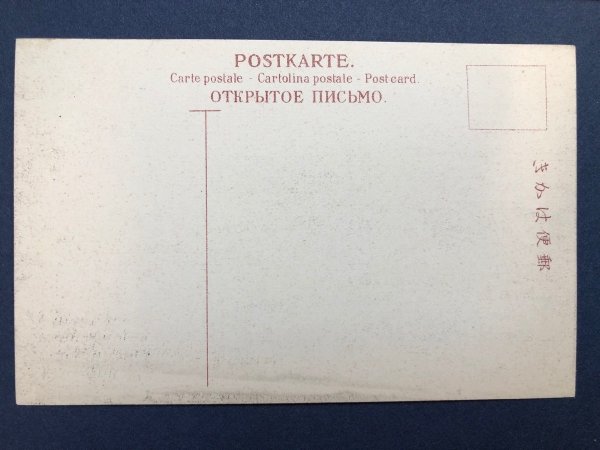 POSTKARTE.
Carte postale - Cartolina postale - Post-card.
ОТКРЫТОЕ ПИСЬМО.
きかは便郵